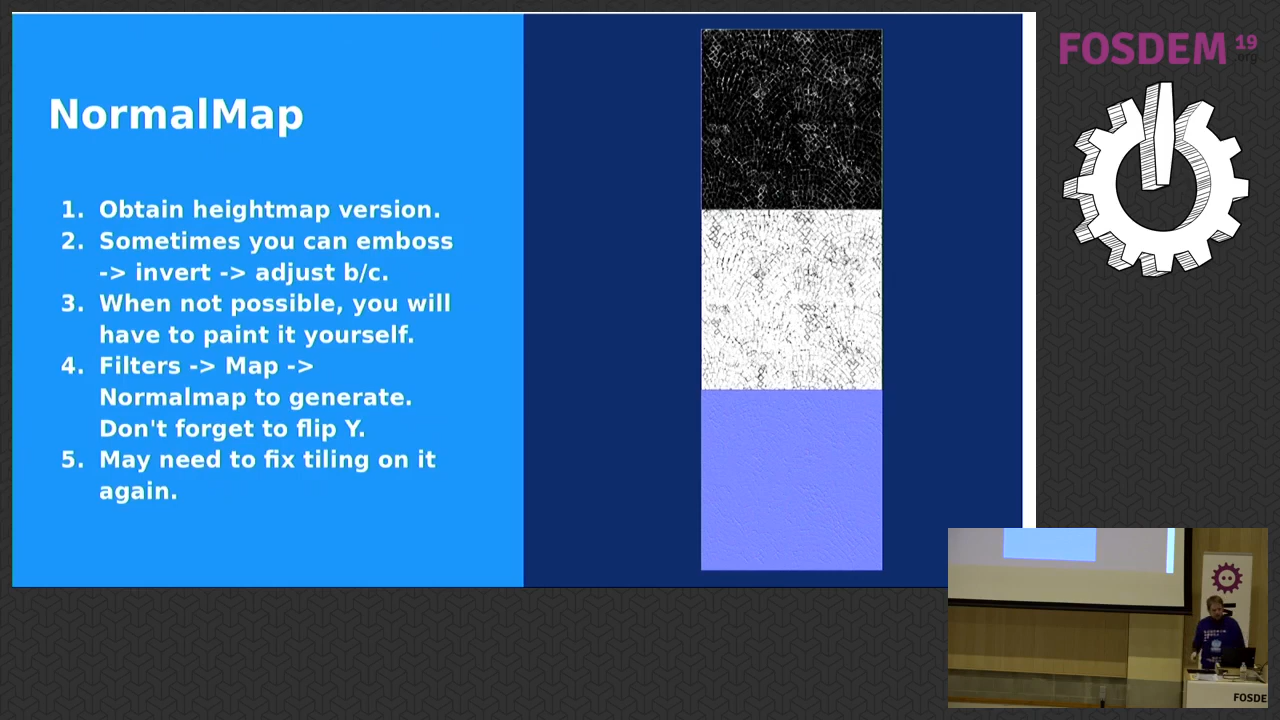 FOSDEM 19
.org
NormalMap
1. Obtain heightmap version.
2. Sometimes you can emboss
-> invert -> adjust b/c.
3. When not possible, you will
have to paint it yourself.
4. Filters -> Map ->
Normalmap to generate.
Don't forget to flip Y.
5. May need to fix tiling on it
again.
FOSDE